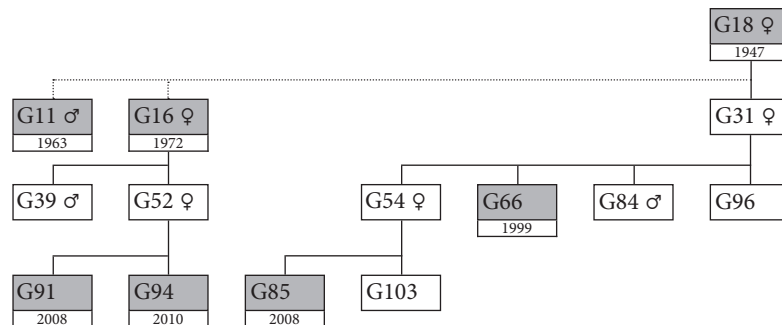 G18 ♀
1947
G11 ♂ G16 ♀ G31 ♀
1963 1972
G39 ♂ G52 ♀ G54 ♀ G66 G84 ♂ G96
1999
G91 G94 G85 G103
2008 2010 2008